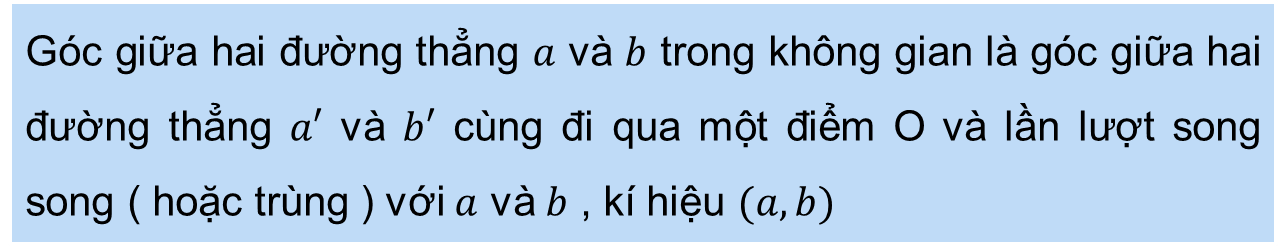 Góc giữa hai đường thẳng a và b trong không gian là góc giữa hai
đường thẳng a′ và b′ cùng đi qua một điểm O và lần lượt song
song ( hoặc trùng ) với a và b , kí hiệu (a, b)